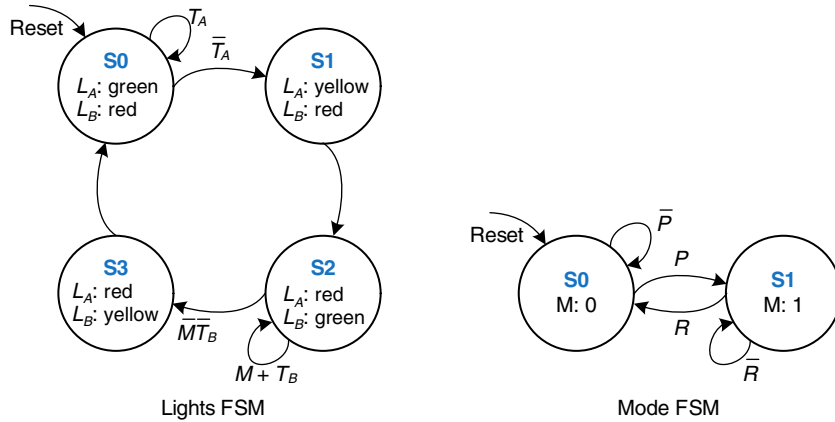 Reset
T_A
T̅_A
S0
L_A: green
L_B: red
S1
L_A: yellow
L_B: red
S3
L_A: red
L_B: yellow
S2
L_A: red
L_B: green
M̅T̅_B
M + T_B
Lights FSM
Reset
P̅
S0
M: 0
P
R
S1
M: 1
R̅
Mode FSM